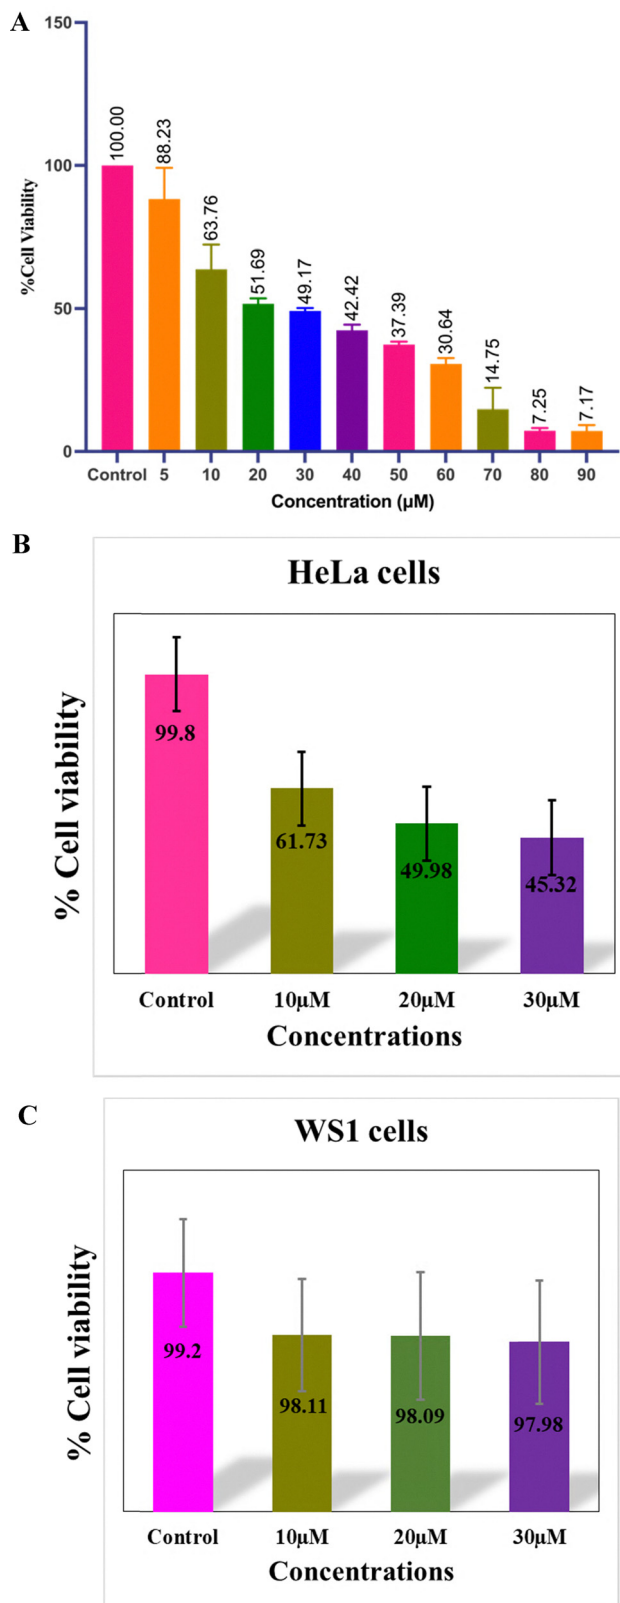 A
150
100
50
0
%Cell Viability
100.00
88.23
63.76
51.69
49.17
42.42
37.39
30.64
14.75
7.25
7.17
Control 5 10 20 30 40 50 60 70 80 90
Concentration (µM)
B
HeLa cells
% Cell viability
99.8
61.73
49.98
45.32
Control 10µM 20µM 30µM
Concentrations
C
WS1 cells
% Cell viability
99.2
98.11
98.09
97.98
Control 10µM 20µM 30µM
Concentrations